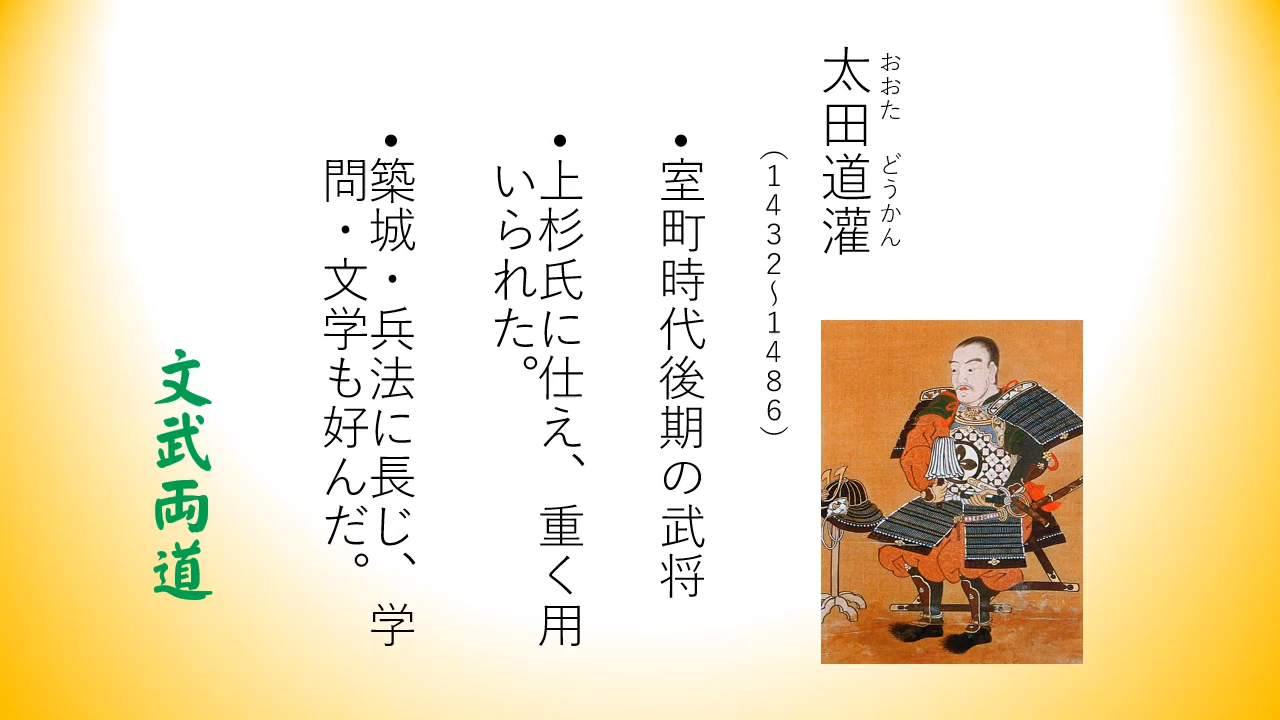 おおた どうかん
太田道灌
（1432～1486）
•室町時代後期の武将
•上杉氏に仕え、重く用
いられた。
•築城・兵法に長じ、学
問・文学も好んだ。
文武両道